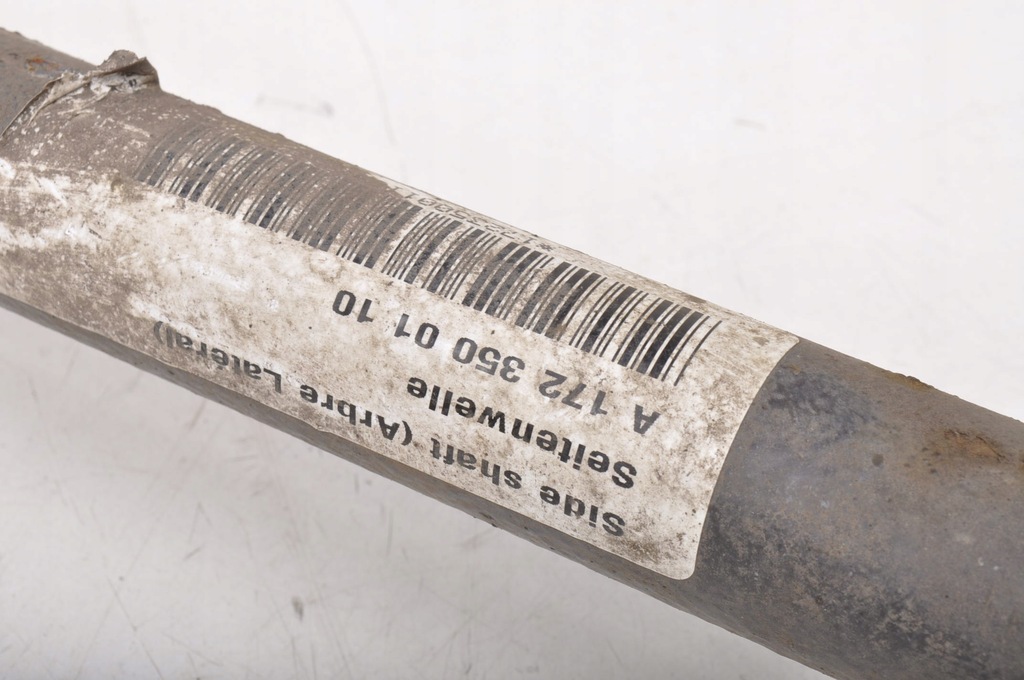 A 172 350 01 10
Seitenwelle
Side shaft (Arbre Latéral)